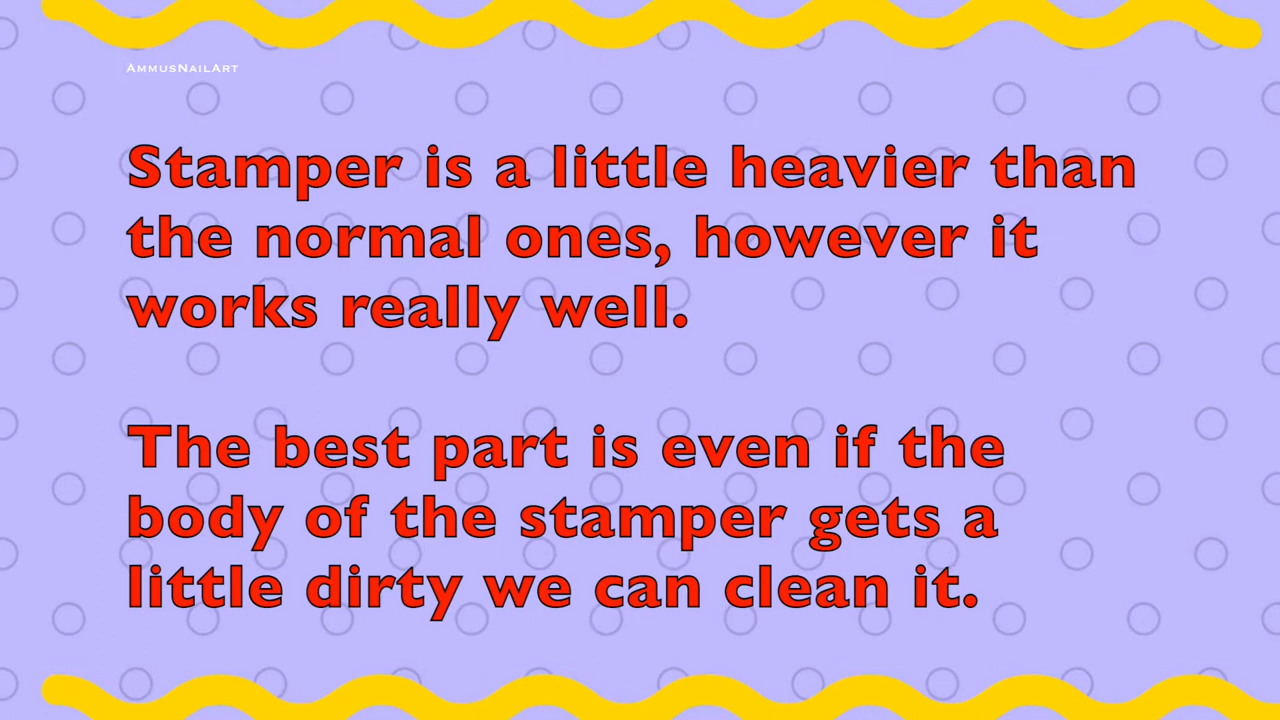 AmmusNailArt
Stamper is a little heavier than
the normal ones, however it
works really well.
The best part is even if the
body of the stamper gets a
little dirty we can clean it.